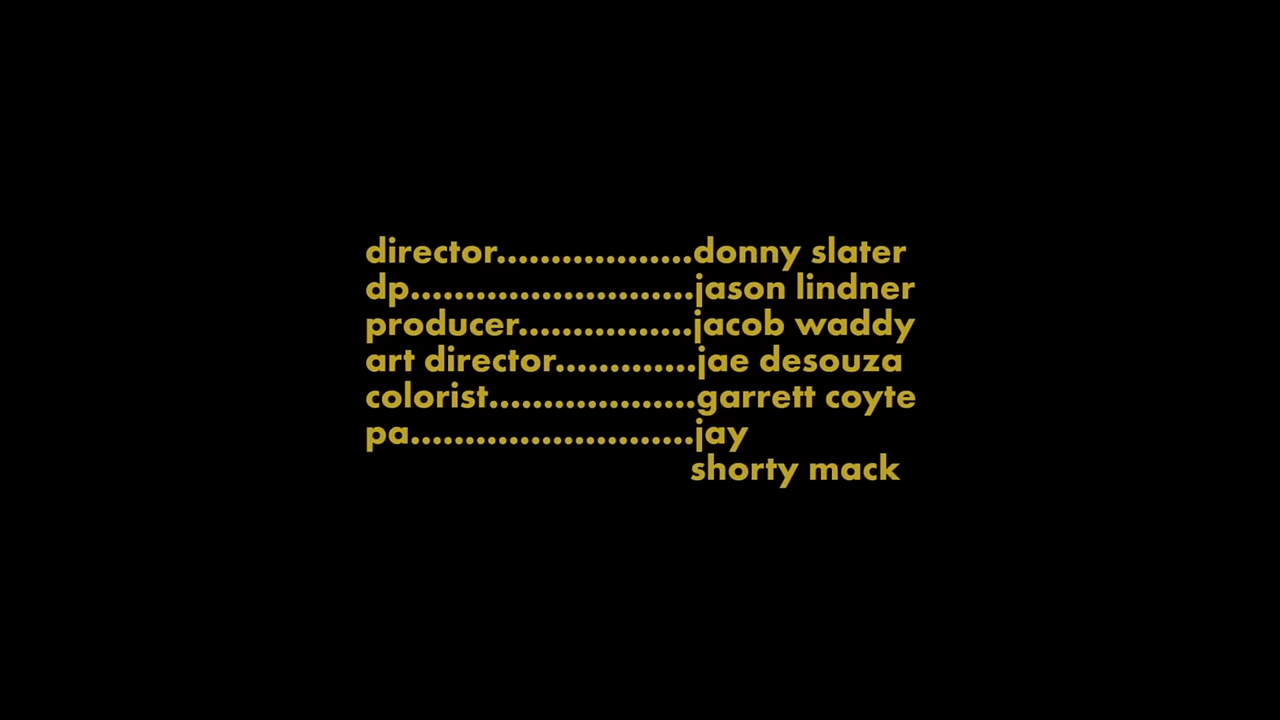 director..................donny slater
dp..........................jason lindner
producer................jacob waddy
art director.............jae desouza
colorist...................garrett coyte
pa..........................jay
shorty mack